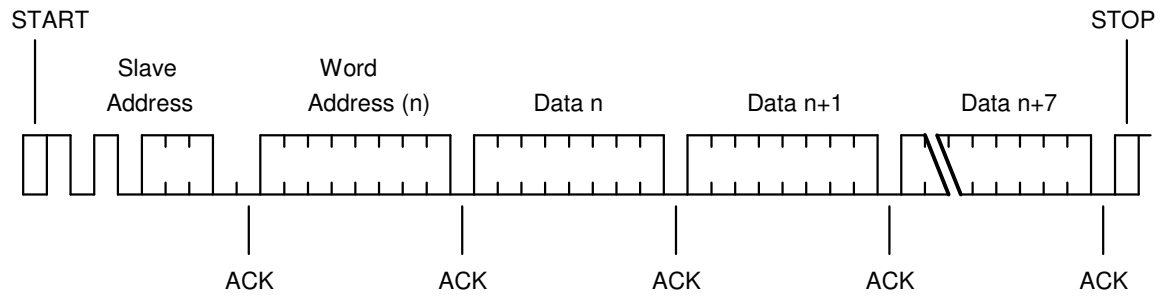 START
STOP
Slave
Address
Word
Address (n)
Data n
Data n+1
Data n+7
ACK
ACK
ACK
ACK
ACK